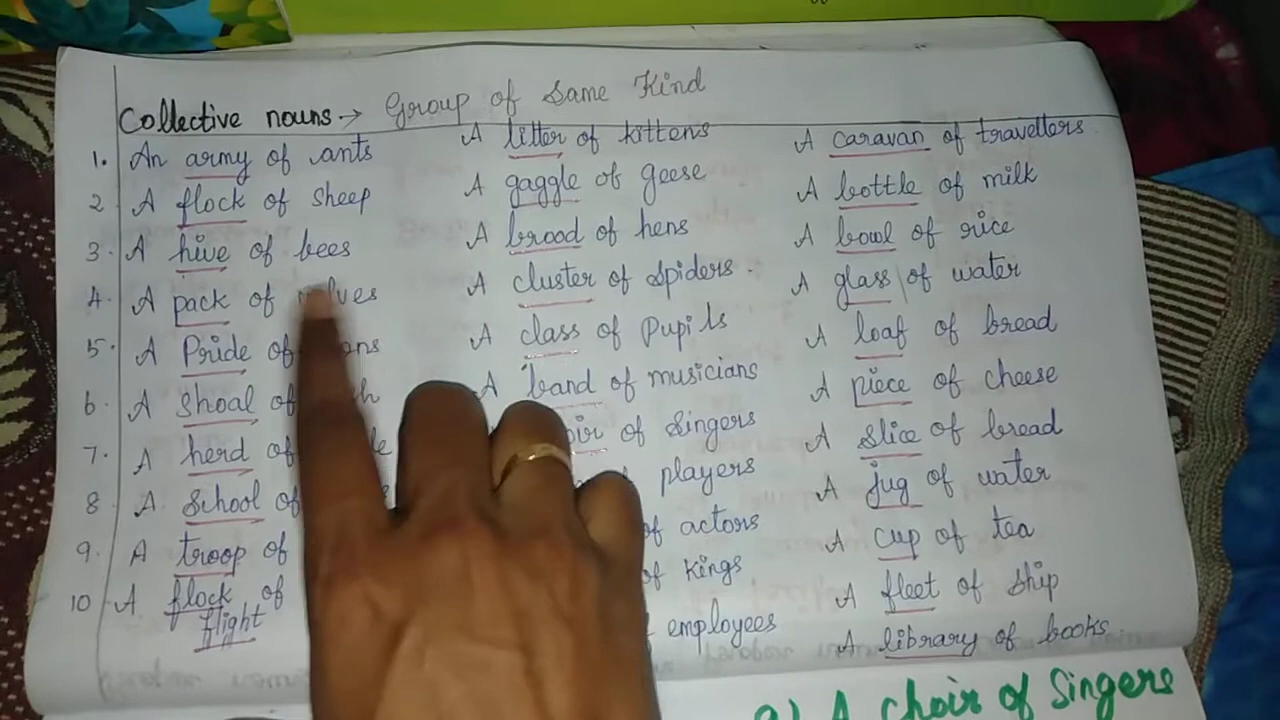 Collective nouns → Group of Same Kind
1. An army of ants
2 A flock of sheep
3. A hive of bees
4. A pack of
5. A Pride of
6. A shoal of
7. A herd of
8 A school of
9. A troop of
10 A flock of
flight
A litter of kittens
A gaggle of geese
A brood of hens
A cluster of spiders.
A class of Pupils
A band of musicians
of singers
players
of actors
of kings
employees
A caravan of travellers
A bottle of milk
A bowl of rice
A glass of water
A loaf of bread
A piece of cheese
A slice of bread
A jug of water
A cup of tea
A fleet of ship
A library of books
A choir of Singers